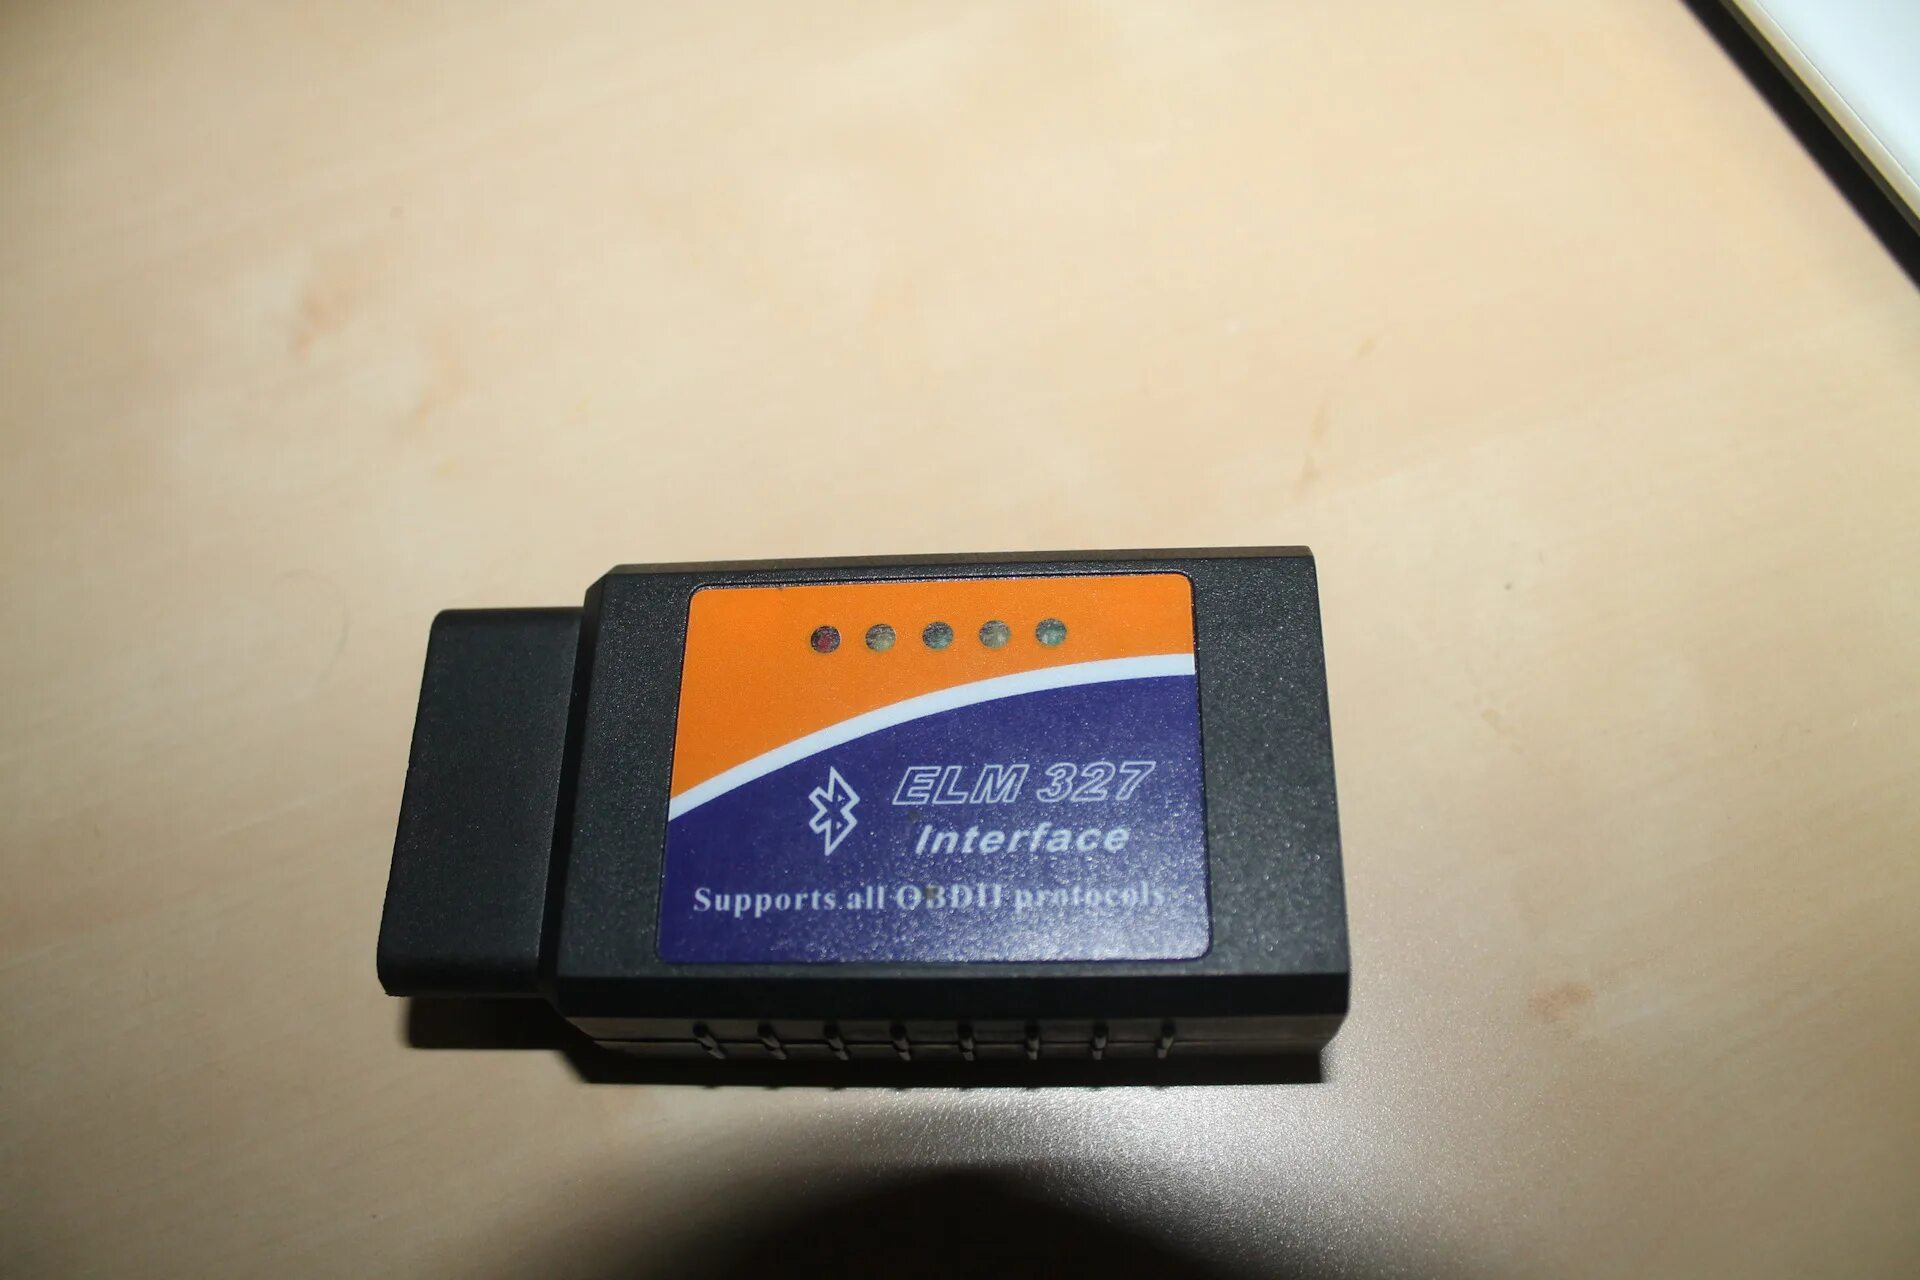 ELM 327
Interface
Supports all OBDII protocols